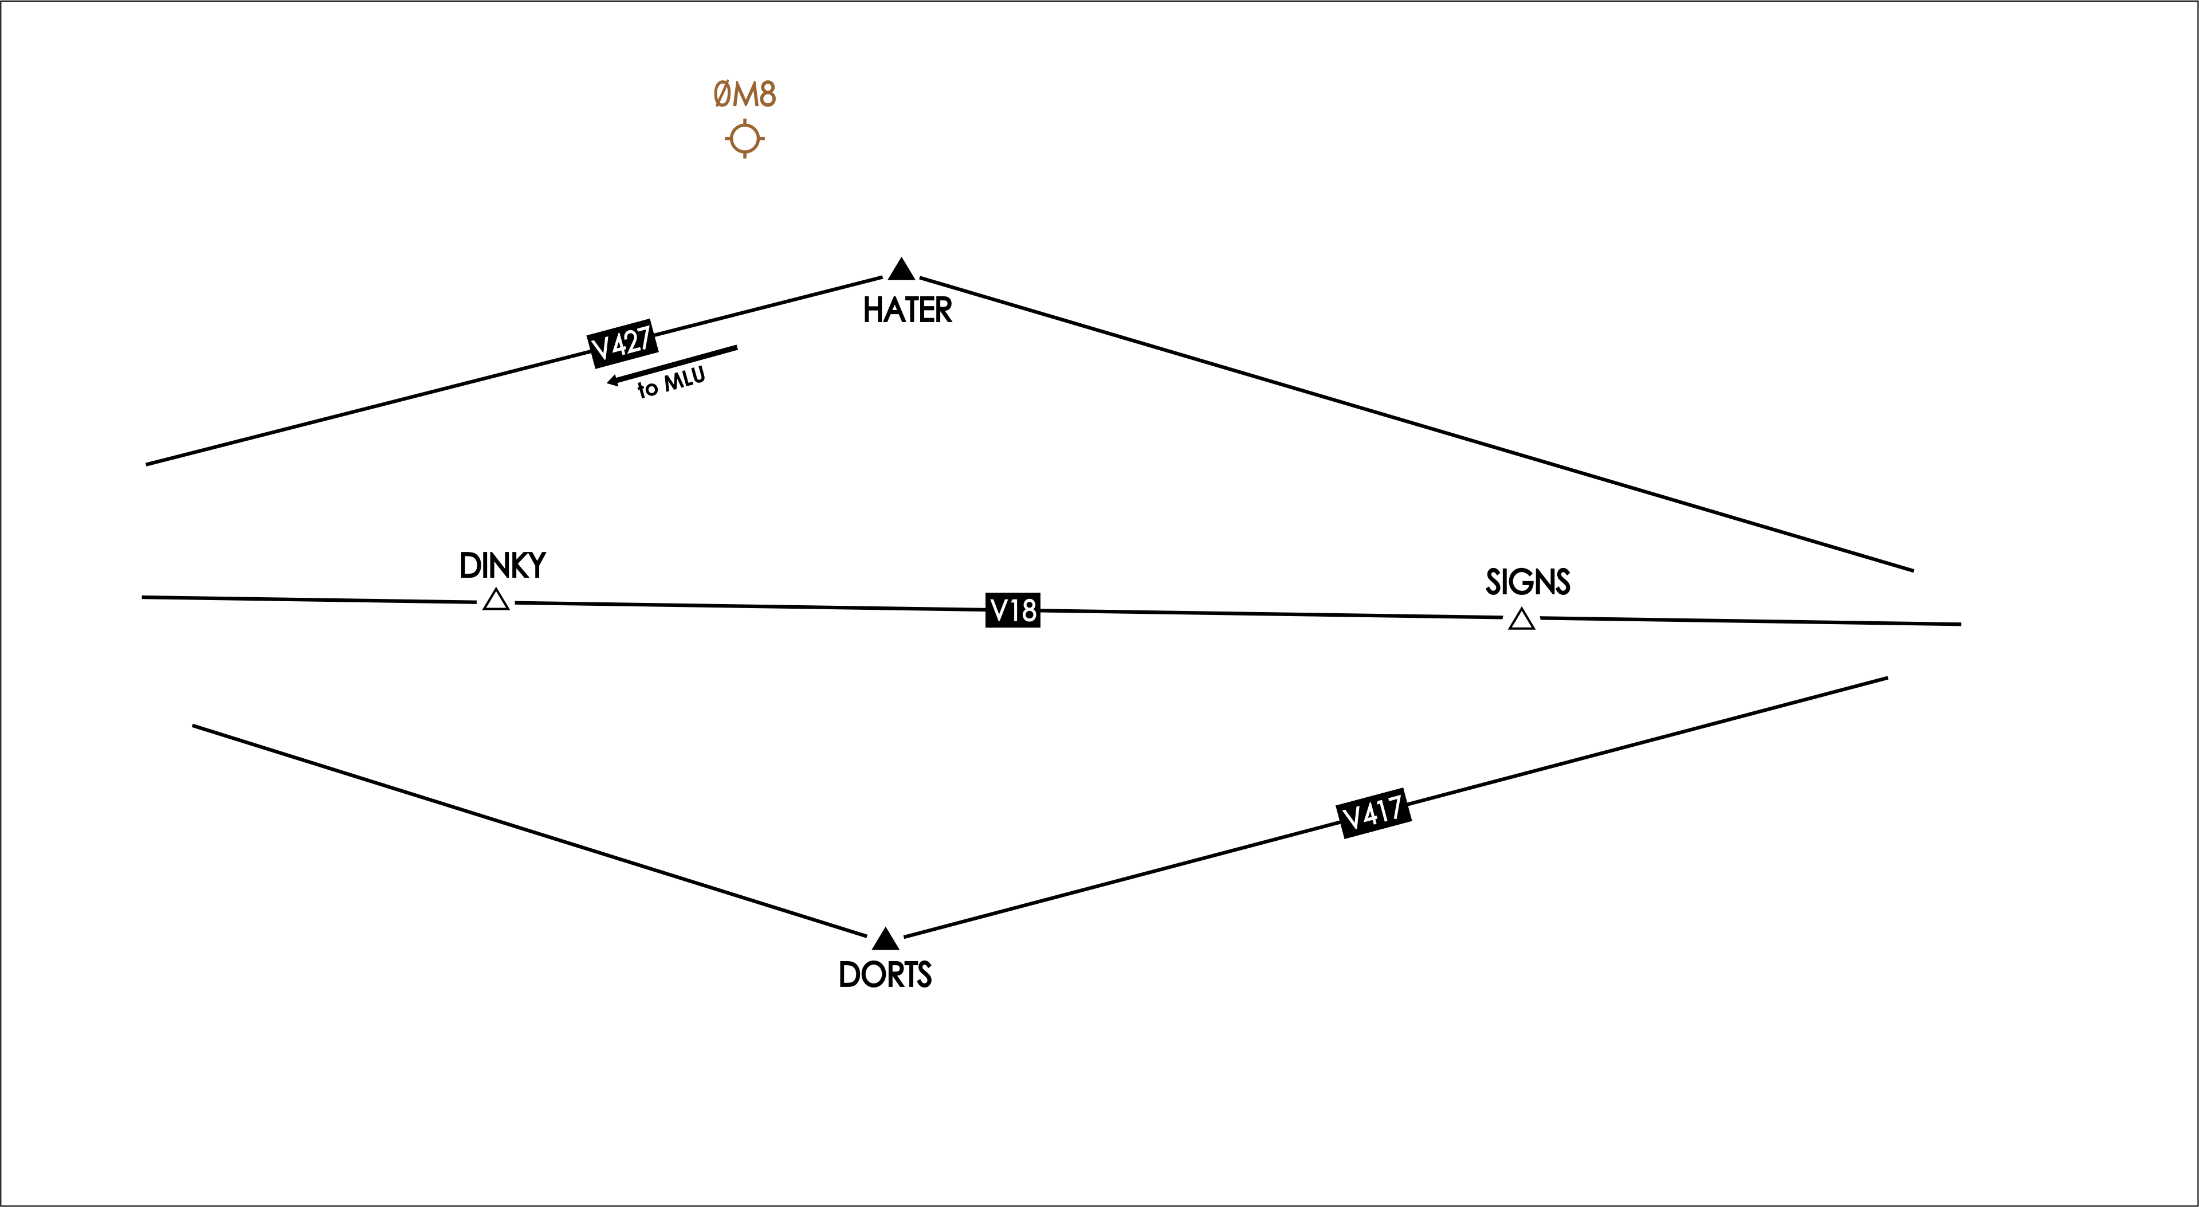 ØM8
HATER
V427
to MLU
DINKY
SIGNS
V18
V417
DORTS